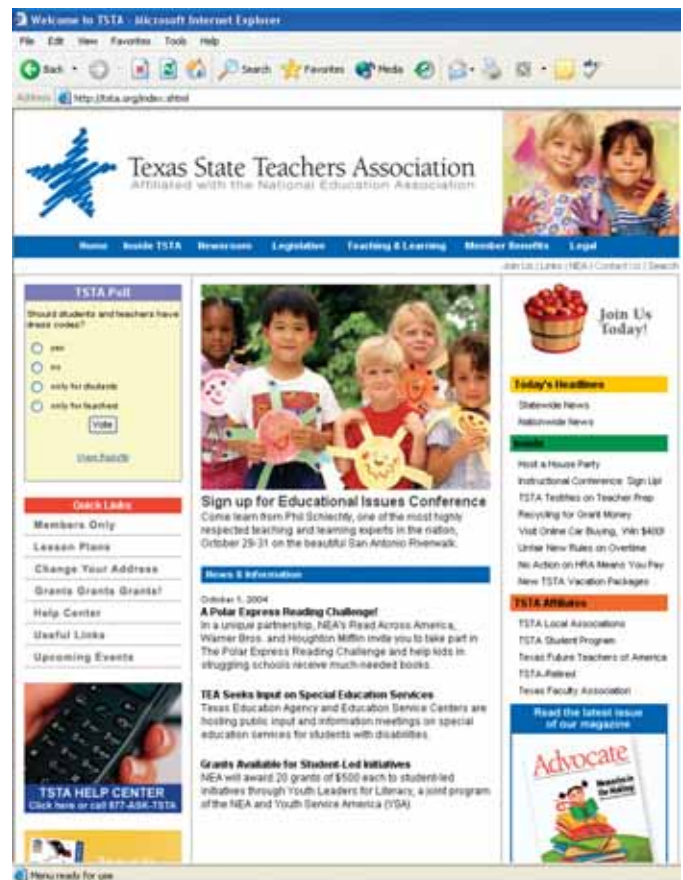 Welcome to TSTA - Microsoft Internet Explorer
File Edit View Favorites Tools Help
Back Search Favorites Media
Address http://tsta.org/index.shtml
Texas State Teachers Association
Affiliated with the National Education Association
Home Inside TSTA Newsroom Legislative Teaching & Learning Member Benefits Legal
Join Us | Links | NEA | Contact Us | Search
TSTA Poll
Should students and teachers have
dress codes?
yes
no
only for students
only for teachers
Vote
View Results
Quick Links
Members Only
Lesson Plans
Change Your Address
Grants Grants Grants!
Help Center
Useful Links
Upcoming Events
TSTA HELP CENTER
Click here or call 877-ASK-TSTA
Sign up for Educational Issues Conference
Come learn from Phil Schlechty, one of the most highly
respected teaching and learning experts in the nation,
October 29-31 on the beautiful San Antonio Riverwalk.
News & Information
October 1, 2004
A Polar Express Reading Challenge!
In a unique partnership, NEA's Read Across America,
Warner Bros. and Houghton Mifflin invite you to take part in
The Polar Express Reading Challenge and help kids in
struggling schools receive much-needed books.
TEA Seeks Input on Special Education Services
Texas Education Agency and Education Service Centers are
hosting public input and information meetings on special
education services for students with disabilities.
Grants Available for Student-Led Initiatives
NEA will award 20 grants of $500 each to student-led
initiatives through Youth Leaders for Literacy, a joint program
of the NEA and Youth Service America (YSA).
Join Us
Today!
Today's Headlines
Statewide News
Nationwide News
Inside
Host a House Party
Instructional Conference: Sign Up!
TSTA Testifies on Teacher Prep
Recycling for Grant Money
Visit Online Car Buying, Win $400!
Unfair New Rules on Overtime
No Action on HRA Means You Pay
New TSTA Vacation Packages
TSTA Affiliates
TSTA Local Associations
TSTA Student Program
Texas Future Teachers of America
TSTA-Retired
Texas Faculty Association
Read the latest issue
of our magazine
Advocate
Memories in
the Making
Menu ready for use